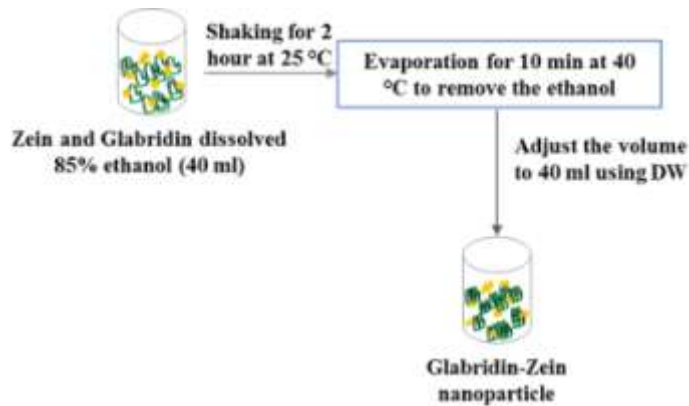 Shaking for 2
hour at 25 °C
Evaporation for 10 min at 40
°C to remove the ethanol
Zein and Glabridin dissolved
85% ethanol (40 ml)
Adjust the volume
to 40 ml using DW
Glabridin-Zein
nanoparticle